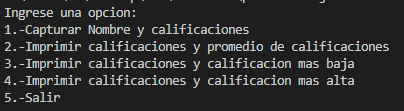 Ingrese una opcion:
1.-Capturar Nombre y calificaciones
2.-Imprimir calificaciones y promedio de calificaciones
3.-Imprimir calificaciones y calificacion mas baja
4.-Imprimir calificaciones y calificacion mas alta
5.-Salir